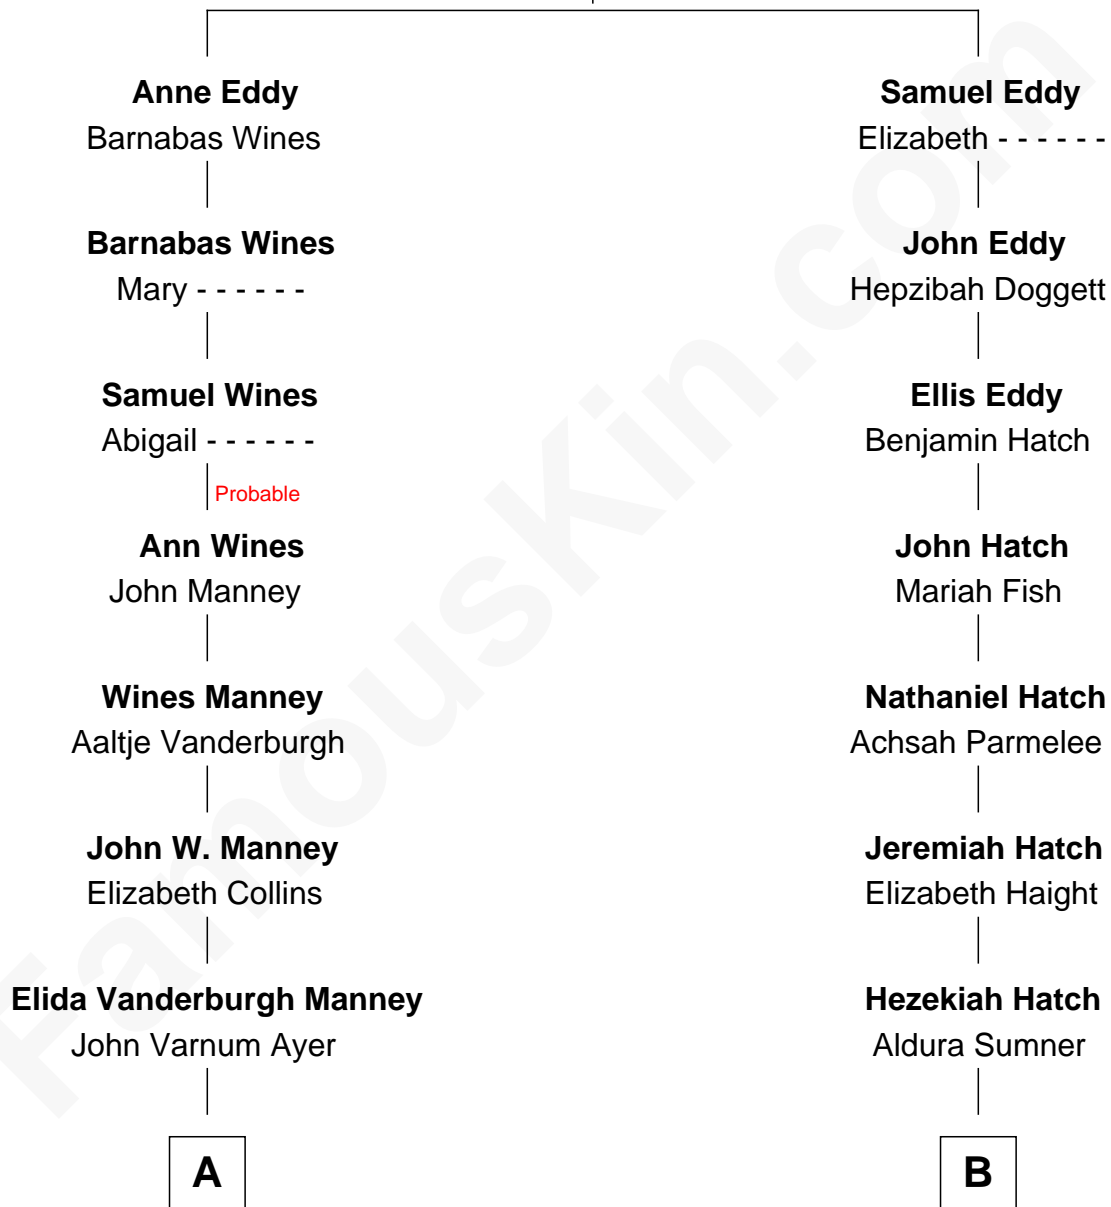 Anne Eddy
Barnabas Wines
Barnabas Wines
Mary - - - - - -
Samuel Wines
Abigail - - - - - -
Probable
Ann Wines
John Manney
Wines Manney
Aaltje Vanderburgh
John W. Manney
Elizabeth Collins
Elida Vanderburgh Manney
John Varnum Ayer
A
Samuel Eddy
Elizabeth - - - - - -
John Eddy
Hepzibah Doggett
Ellis Eddy
Benjamin Hatch
John Hatch
Mariah Fish
Nathaniel Hatch
Achsah Parmelee
Jeremiah Hatch
Elizabeth Haight
Hezekiah Hatch
Aldura Sumner
B
FamousKin.com